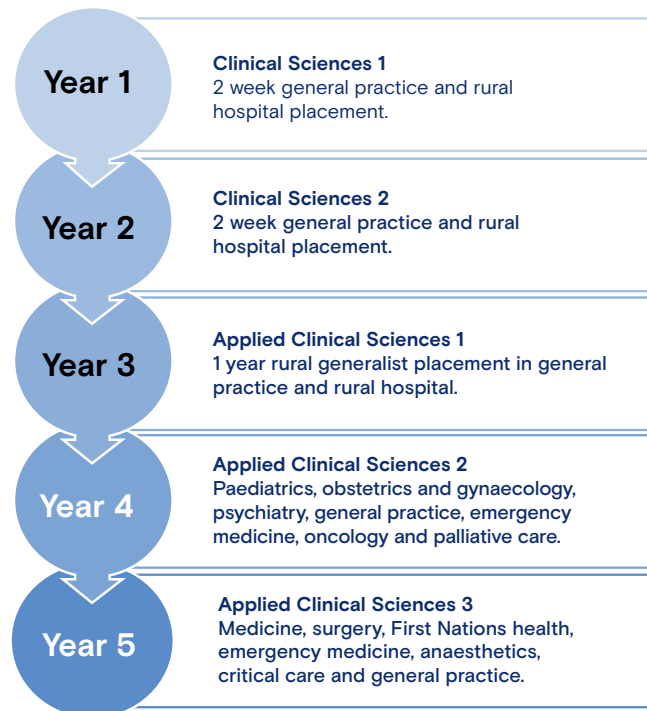 Year 1
Clinical Sciences 1
2 week general practice and rural
hospital placement.
Year 2
Clinical Sciences 2
2 week general practice and rural
hospital placement.
Year 3
Applied Clinical Sciences 1
1 year rural generalist placement in general
practice and rural hospital.
Year 4
Applied Clinical Sciences 2
Paediatrics, obstetrics and gynaecology,
psychiatry, general practice, emergency
medicine, oncology and palliative care.
Year 5
Applied Clinical Sciences 3
Medicine, surgery, First Nations health,
emergency medicine, anaesthetics,
critical care and general practice.